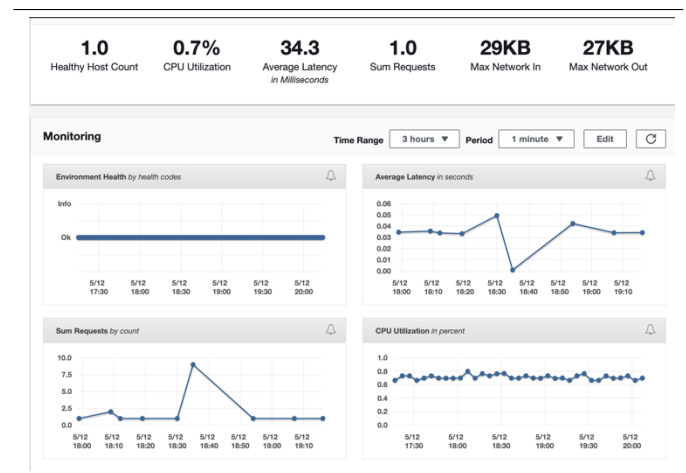 1.0 0.7% 34.3 1.0 29KB 27KB
Healthy Host Count CPU Utilization Average Latency Sum Requests Max Network In Max Network Out
in Milliseconds
Monitoring Time Range 3 hours ▼ Period 1 minute ▼ Edit
Environment Health by health codes
Info
Ok
5/12 5/12 5/12 5/12 5/12 5/12
17:30 18:00 18:30 19:00 19:30 20:00
Average Latency in seconds
0.06
0.05
0.04
0.03
0.02
0.01
0.00
5/12 5/12 5/12 5/12 5/12 5/12 5/12 5/12
18:00 18:10 18:20 18:30 18:40 18:50 19:00 19:10
Sum Requests by count
10.0
7.5
5.0
2.5
0.0
5/12 5/12 5/12 5/12 5/12 5/12 5/12 5/12
18:00 18:10 18:20 18:30 18:40 18:50 19:00 19:10
CPU Utilization in percent
1.0
0.8
0.6
0.4
0.2
0.0
5/12 5/12 5/12 5/12 5/12 5/12
17:30 18:00 18:30 19:00 19:30 20:00